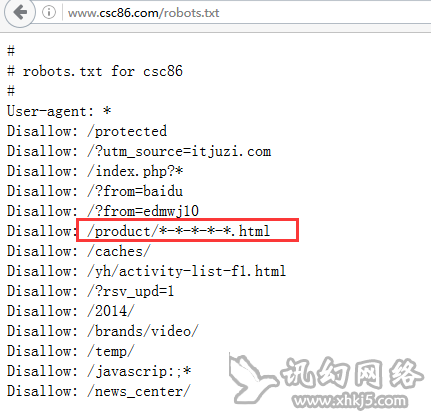 www.csc86.com/robots.txt
#
# robots.txt for csc86
#
User-agent: *
Disallow: /protected
Disallow: /?utm_source=itjuzi.com
Disallow: /index.php?*
Disallow: /?from=baidu
Disallow: /?from=edmwj10
Disallow: /product/*-*-*-*-*.html
Disallow: /caches/
Disallow: /yh/activity-list-f1.html
Disallow: /?rsv_upd=1
Disallow: /2014/
Disallow: /brands/video/
Disallow: /temp/
Disallow: /javascrip:;*
Disallow: /news_center/
讯幻网络
www.xhkj5.com